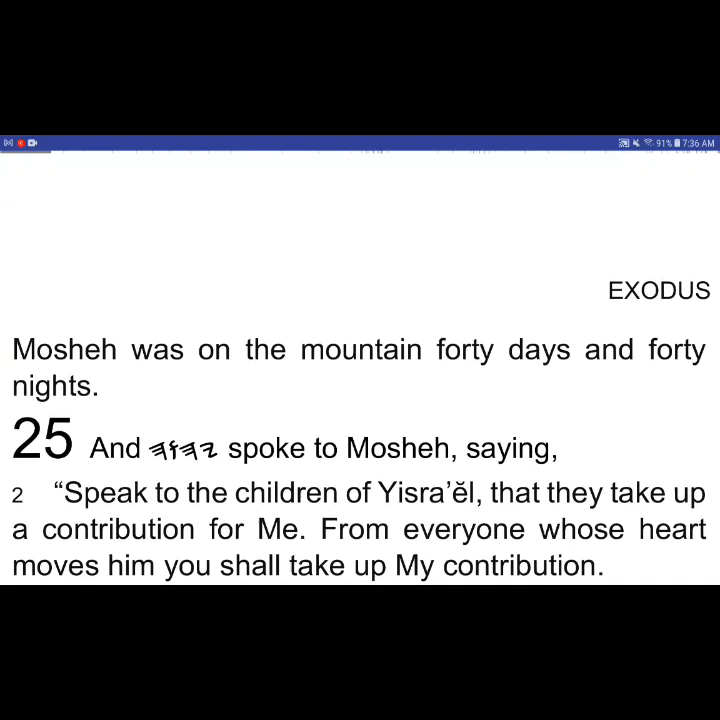 91% 7:36 AM
EXODUS
Mosheh was on the mountain forty days and forty
nights.
25 And 𐤉𐤄𐤅𐤄 spoke to Mosheh, saying,
2 “Speak to the children of Yisra’ĕl, that they take up
a contribution for Me. From everyone whose heart
moves him you shall take up My contribution.